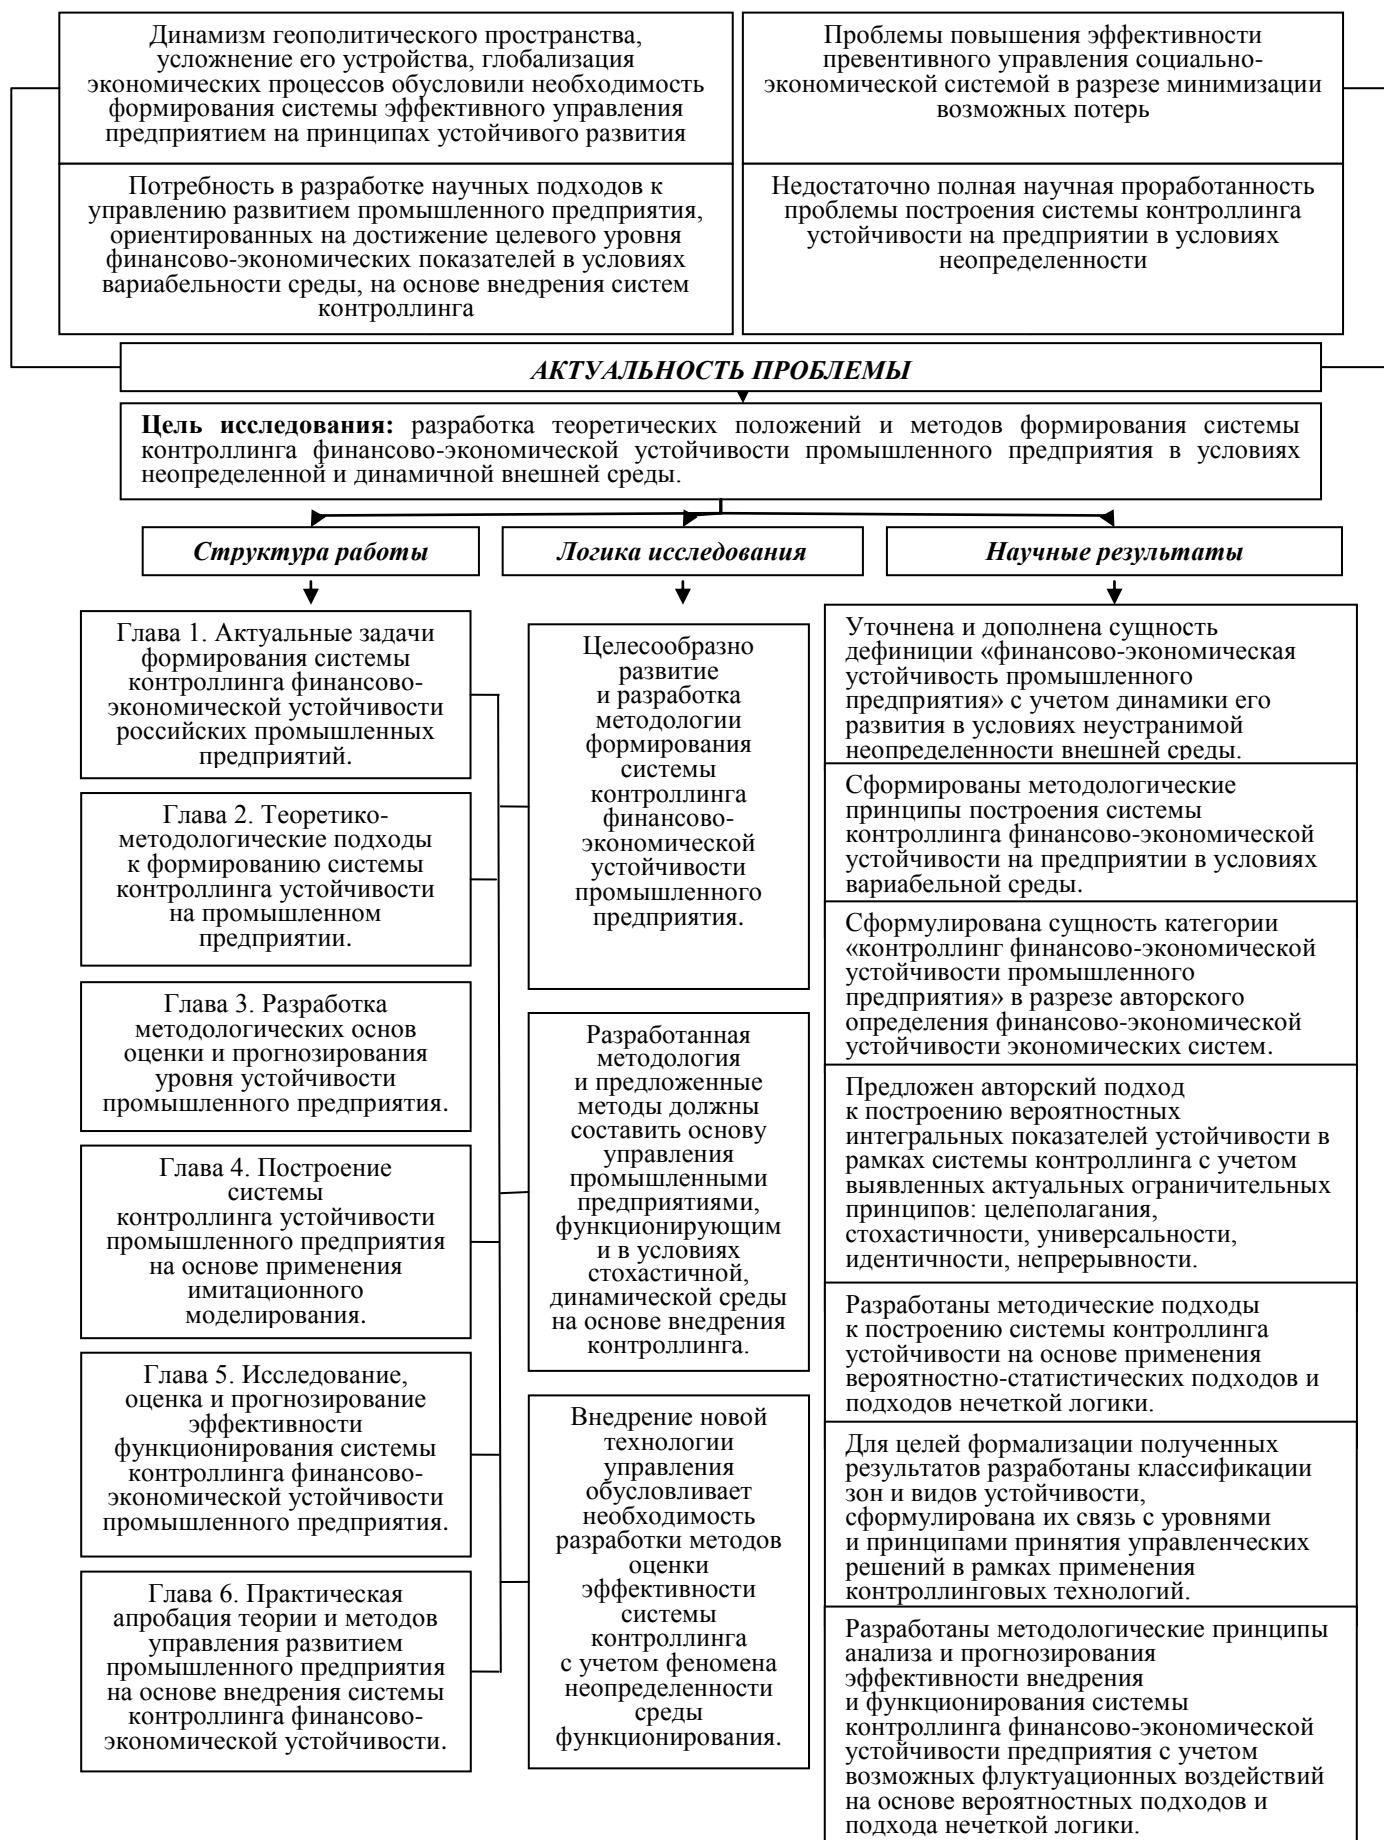 Динамизм геополитического пространства,
усложнение его устройства, глобализация
экономических процессов обусловили необходимость
формирования системы эффективного управления
предприятием на принципах устойчивого развития
Проблемы повышения эффективности
превентивного управления социально-
экономической системой в разрезе минимизации
возможных потерь
Потребность в разработке научных подходов к
управлению развитием промышленного предприятия,
ориентированных на достижение целевого уровня
финансово-экономических показателей в условиях
вариабельности среды, на основе внедрения систем
контроллинга
Недостаточно полная научная проработанность
проблемы построения системы контроллинга
устойчивости на предприятии в условиях
неопределенности
АКТУАЛЬНОСТЬ ПРОБЛЕМЫ
Цель исследования: разработка теоретических положений и методов формирования системы
контроллинга финансово-экономической устойчивости промышленного предприятия в условиях
неопределенной и динамичной внешней среды.
Структура работы
Логика исследования
Научные результаты
Глава 1. Актуальные задачи
формирования системы
контроллинга финансово-
экономической устойчивости
российских промышленных
предприятий.
Глава 2. Теоретико-
методологические подходы
к формированию системы
контроллинга устойчивости
на промышленном
предприятии.
Глава 3. Разработка
методологических основ
оценки и прогнозирования
уровня устойчивости
промышленного предприятия.
Глава 4. Построение
системы
контроллинга устойчивости
промышленного предприятия
на основе применения
имитационного
моделирования.
Глава 5. Исследование,
оценка и прогнозирование
эффективности
функционирования системы
контроллинга финансово-
экономической устойчивости
промышленного предприятия.
Глава 6. Практическая
апробация теории и методов
управления развитием
промышленного предприятия
на основе внедрения системы
контроллинга финансово-
экономической устойчивости.
Целесообразно
развитие
и разработка
методологии
формирования
системы
контроллинга
финансово-
экономической
устойчивости
промышленного
предприятия.
Разработанная
методология
и предложенные
методы должны
составить основу
управления
промышленными
предприятиями,
функционирующим
и в условиях
стохастичной,
динамической среды
на основе внедрения
контроллинга.
Внедрение новой
технологии
управления
обусловливает
необходимость
разработки методов
оценки
эффективности
системы
контроллинга
с учетом феномена
неопределенности
среды
функционирования.
Уточнена и дополнена сущность
дефиниции «финансово-экономическая
устойчивость промышленного
предприятия» с учетом динамики его
развития в условиях неустранимой
неопределенности внешней среды.
Сформированы методологические
принципы построения системы
контроллинга финансово-экономической
устойчивости на предприятии в условиях
вариабельной среды.
Сформулирована сущность категории
«контроллинг финансово-экономической
устойчивости промышленного
предприятия» в разрезе авторского
определения финансово-экономической
устойчивости экономических систем.
Предложен авторский подход
к построению вероятностных
интегральных показателей устойчивости в
рамках системы контроллинга с учетом
выявленных актуальных ограничительных
принципов: целеполагания,
стохастичности, универсальности,
идентичности, непрерывности.
Разработаны методические подходы
к построению системы контроллинга
устойчивости на основе применения
вероятностно-статистических подходов и
подходов нечеткой логики.
Для целей формализации полученных
результатов разработаны классификации
зон и видов устойчивости,
сформулирована их связь с уровнями
и принципами принятия управленческих
решений в рамках применения
контроллинговых технологий.
Разработаны методологические принципы
анализа и прогнозирования
эффективности внедрения
и функционирования системы
контроллинга финансово-экономической
устойчивости предприятия с учетом
возможных флуктуационных воздействий
на основе вероятностных подходов и
подхода нечеткой логики.